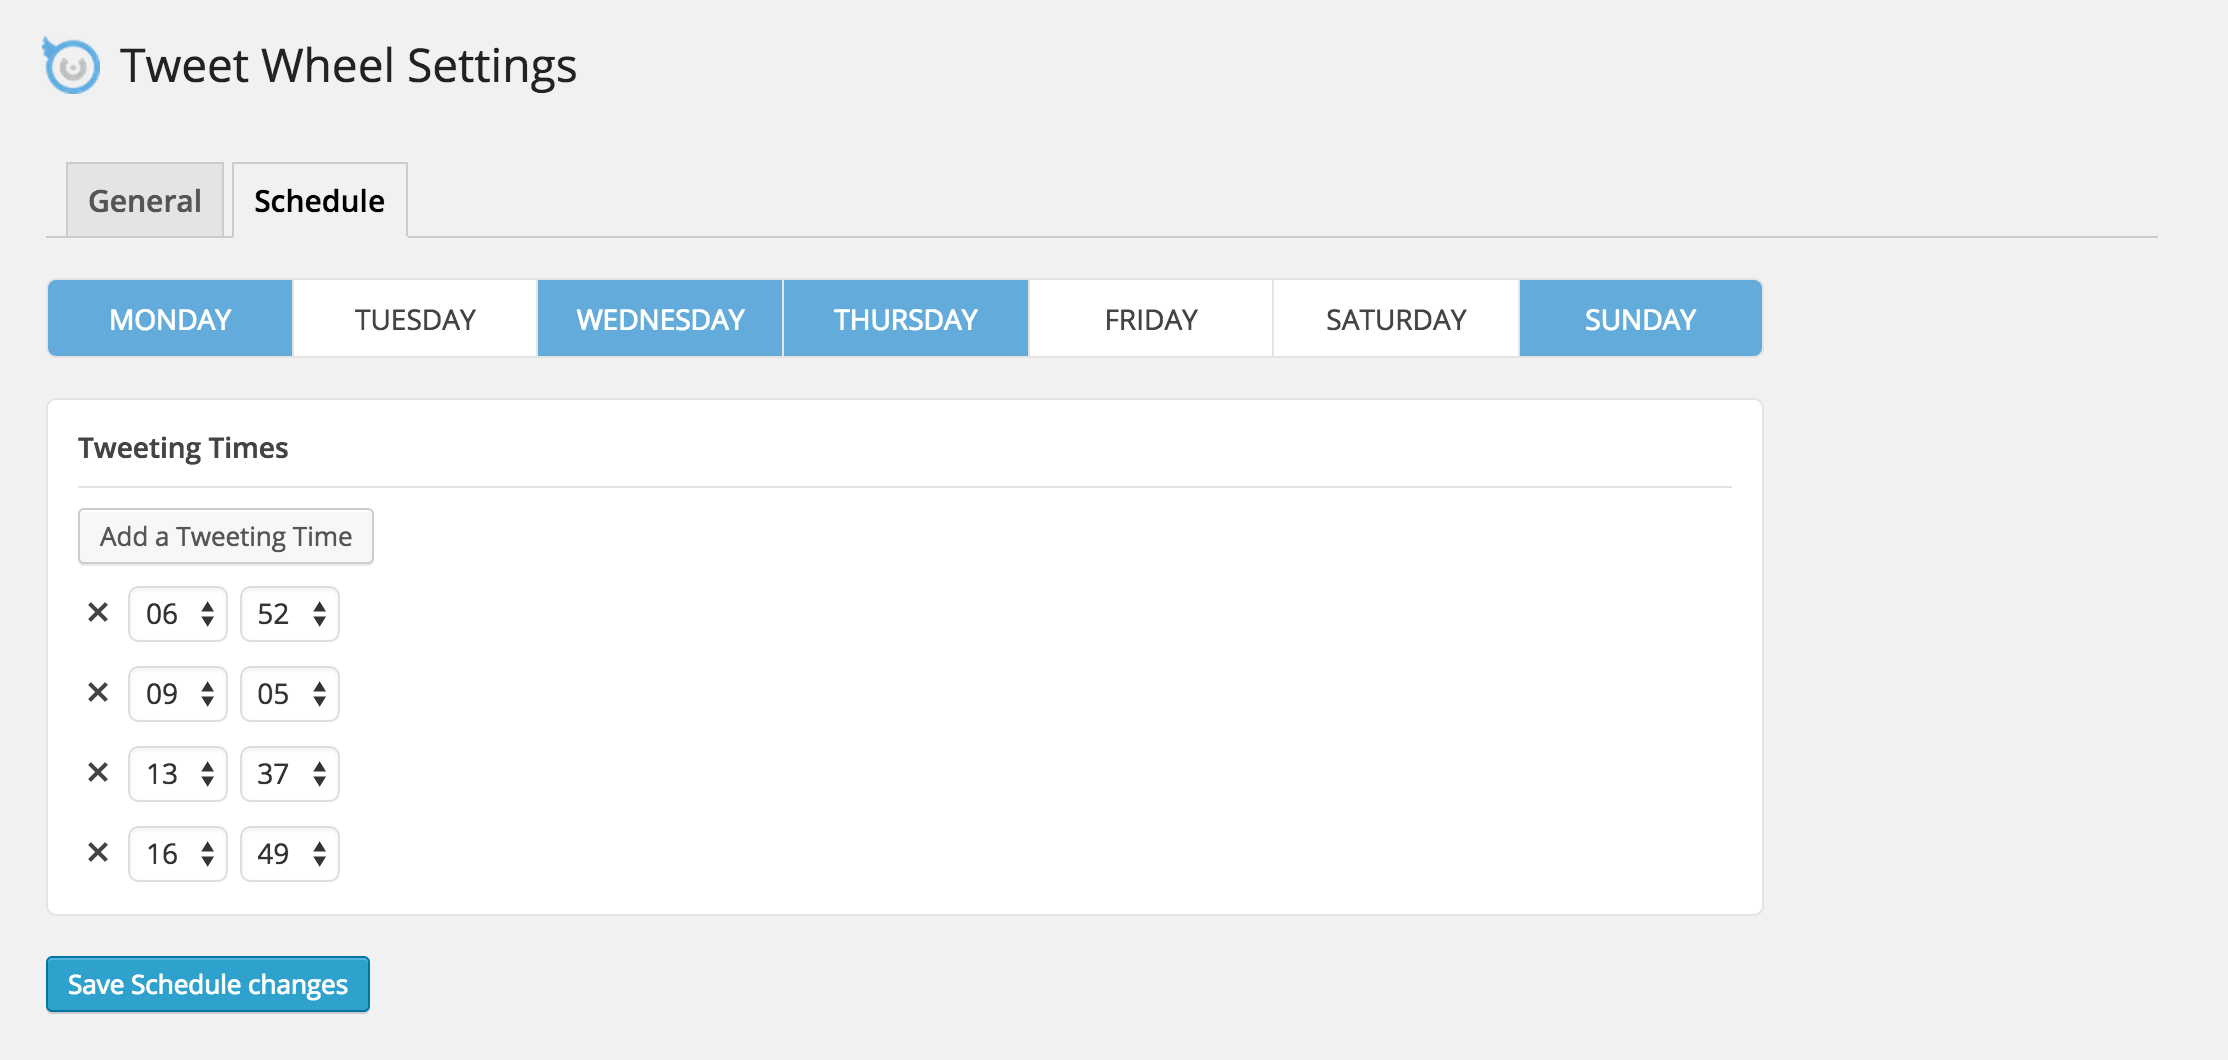 Tweet Wheel Settings
General Schedule
MONDAY TUESDAY WEDNESDAY THURSDAY FRIDAY SATURDAY SUNDAY
Tweeting Times
Add a Tweeting Time
06 52
09 05
13 37
16 49
Save Schedule changes